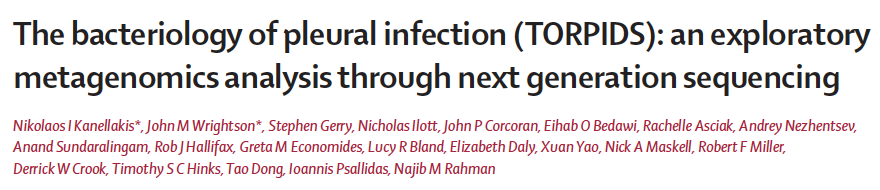 The bacteriology of pleural infection (TORPIDS): an exploratory
metagenomics analysis through next generation sequencing
Nikolaos I Kanellakis*, John M Wrightson*, Stephen Gerry, Nicholas Ilott, John P Corcoran, Eihab O Bedawi, Rachelle Asciak, Andrey Nezhentsev,
Anand Sundaralingam, Rob J Hallifax, Greta M Economides, Lucy R Bland, Elizabeth Daly, Xuan Yao, Nick A Maskell, Robert F Miller,
Derrick W Crook, Timothy S C Hinks, Tao Dong, Ioannis Psallidas, Najib M Rahman